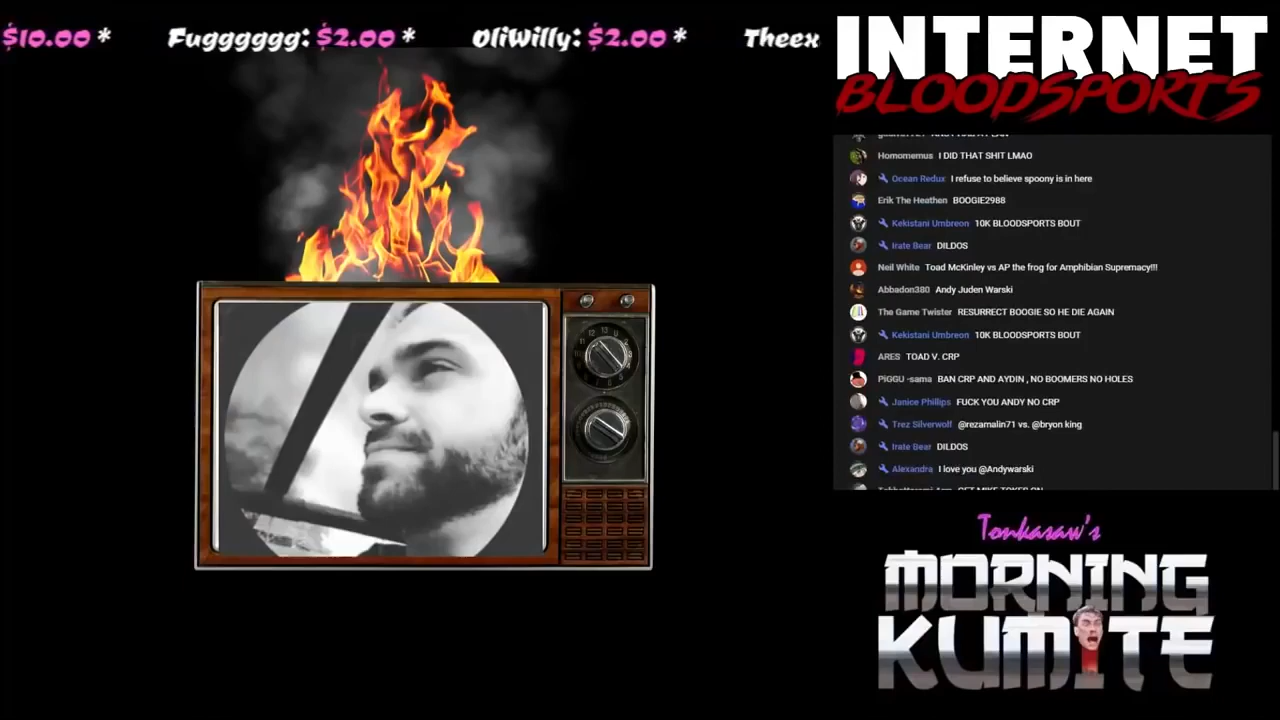 $10.00 * Fugggggg: $2.00 * OliWilly: $2.00 * Theex
INTERNET
BLOODSPORTS
Homomemus I DID THAT SHIT LMAO
Ocean Redux I refuse to believe spoony is in here
Erik The Heathen BOOGIE2988
Kekistani Umbreon 10K BLOODSPORTS BOUT
Irate Bear DILDOS
Neil White Toad McKinley vs AP the frog for Amphibian Supremacy!!!
Abbadon380 Andy Juden Warski
The Game Twister RESURRECT BOOGIE SO HE DIE AGAIN
Kekistani Umbreon 10K BLOODSPORTS BOUT
ARES TOAD V. CRP
PiGGU -sama BAN CRP AND AYDIN , NO BOOMERS NO HOLES
Janice Phillips FUCK YOU ANDY NO CRP
Trez Silverwolf @rezamalin71 vs. @bryon king
Irate Bear DILDOS
Alexandra I love you @Andywarski
Tonkasaw's
MORNING
KUMITE